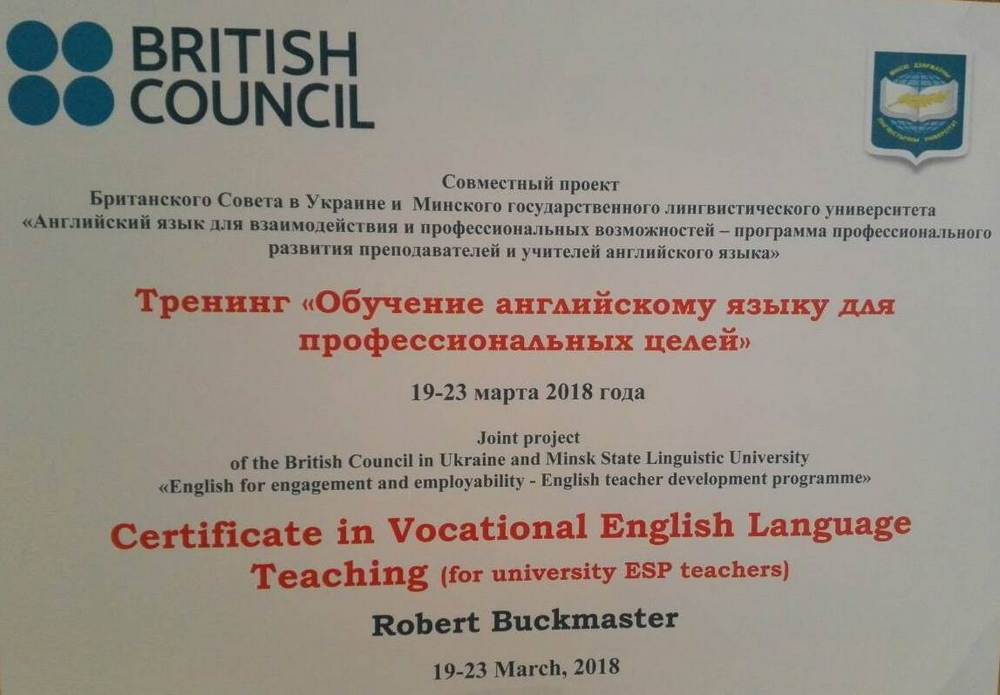 BRITISH
COUNCIL
Совместный проект
Британского Совета в Украине и Минского государственного лингвистического университета
«Английский язык для взаимодействия и профессиональных возможностей – программа профессионального
развития преподавателей и учителей английского языка»
Тренинг «Обучение английскому языку для
профессиональных целей»
19-23 марта 2018 года
Joint project
of the British Council in Ukraine and Minsk State Linguistic University
«English for engagement and employability - English teacher development programme»
Certificate in Vocational English Language
Teaching (for university ESP teachers)
Robert Buckmaster
19-23 March, 2018